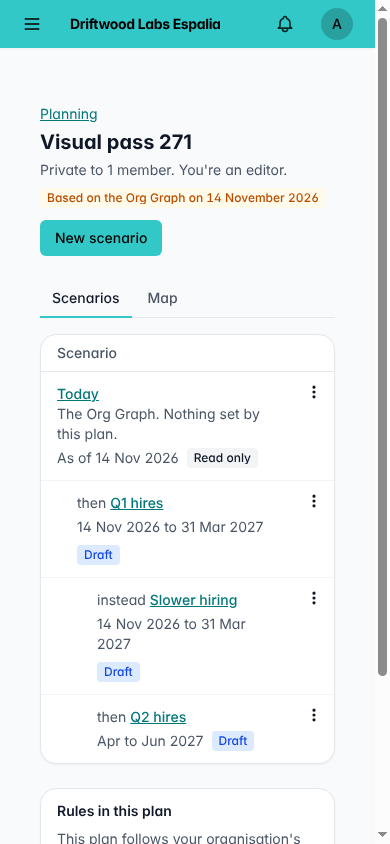 Driftwood Labs Espalia
A
Planning
Visual pass 271
Private to 1 member. You're an editor.
Based on the Org Graph on 14 November 2026
New scenario
Scenarios
Map
Scenario
Today
The Org Graph. Nothing set by
this plan.
As of 14 Nov 2026 Read only
then Q1 hires
14 Nov 2026 to 31 Mar 2027
Draft
instead Slower hiring
14 Nov 2026 to 31 Mar
2027
Draft
then Q2 hires
Apr to Jun 2027 Draft
Rules in this plan
This plan follows your organisation's